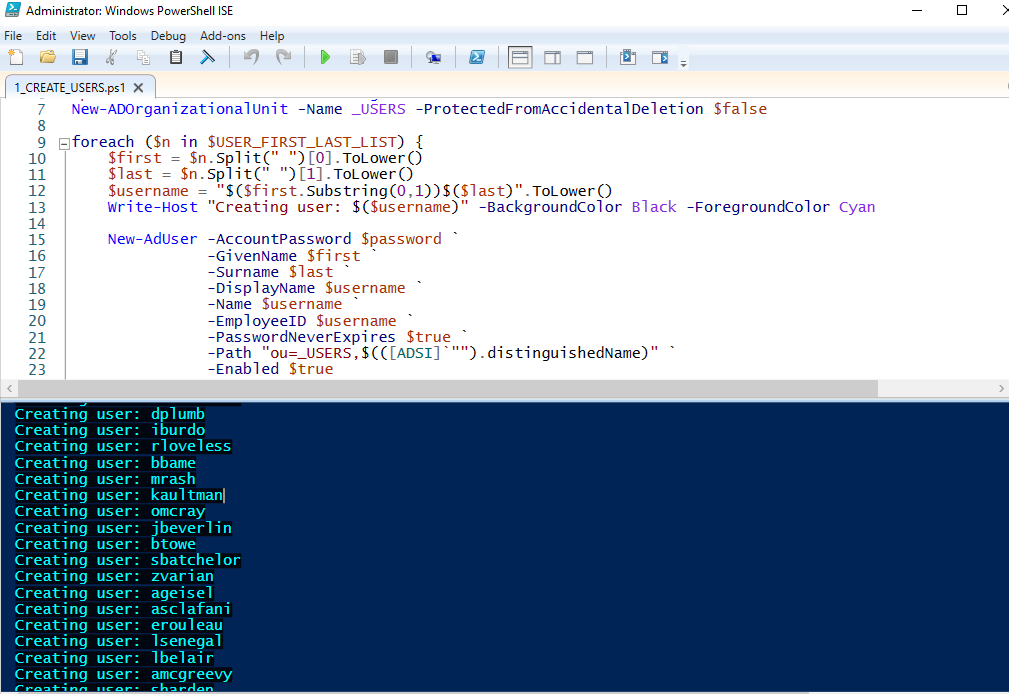 Administrator: Windows PowerShell ISE
File Edit View Tools Debug Add-ons Help
1_CREATE_USERS.ps1
7 New-ADOrganizationalUnit -Name _USERS -ProtectedFromAccidentalDeletion $false
8
9 foreach ($n in $USER_FIRST_LAST_LIST) {
10 $first = $n.Split(" ")[0].ToLower()
11 $last = $n.Split(" ")[1].ToLower()
12 $username = "$($first.Substring(0,1))$($last)".ToLower()
13 Write-Host "Creating user: $($username)" -BackgroundColor Black -ForegroundColor Cyan
14
15 New-AdUser -AccountPassword $password `
16 -GivenName $first `
17 -Surname $last `
18 -DisplayName $username `
19 -Name $username `
20 -EmployeeID $username `
21 -PasswordNeverExpires $true `
22 -Path "ou=_USERS,$(([ADSI]`"").distinguishedName)" `
23 -Enabled $true
Creating user: dplumb
Creating user: iburdo
Creating user: rloveless
Creating user: bbame
Creating user: mrash
Creating user: kaultman
Creating user: omcray
Creating user: jbeverlin
Creating user: btowe
Creating user: sbatchelor
Creating user: zvarian
Creating user: ageisel
Creating user: asclafani
Creating user: erouleau
Creating user: lsenegal
Creating user: lbelair
Creating user: amcgreevy
Creating user: sharden